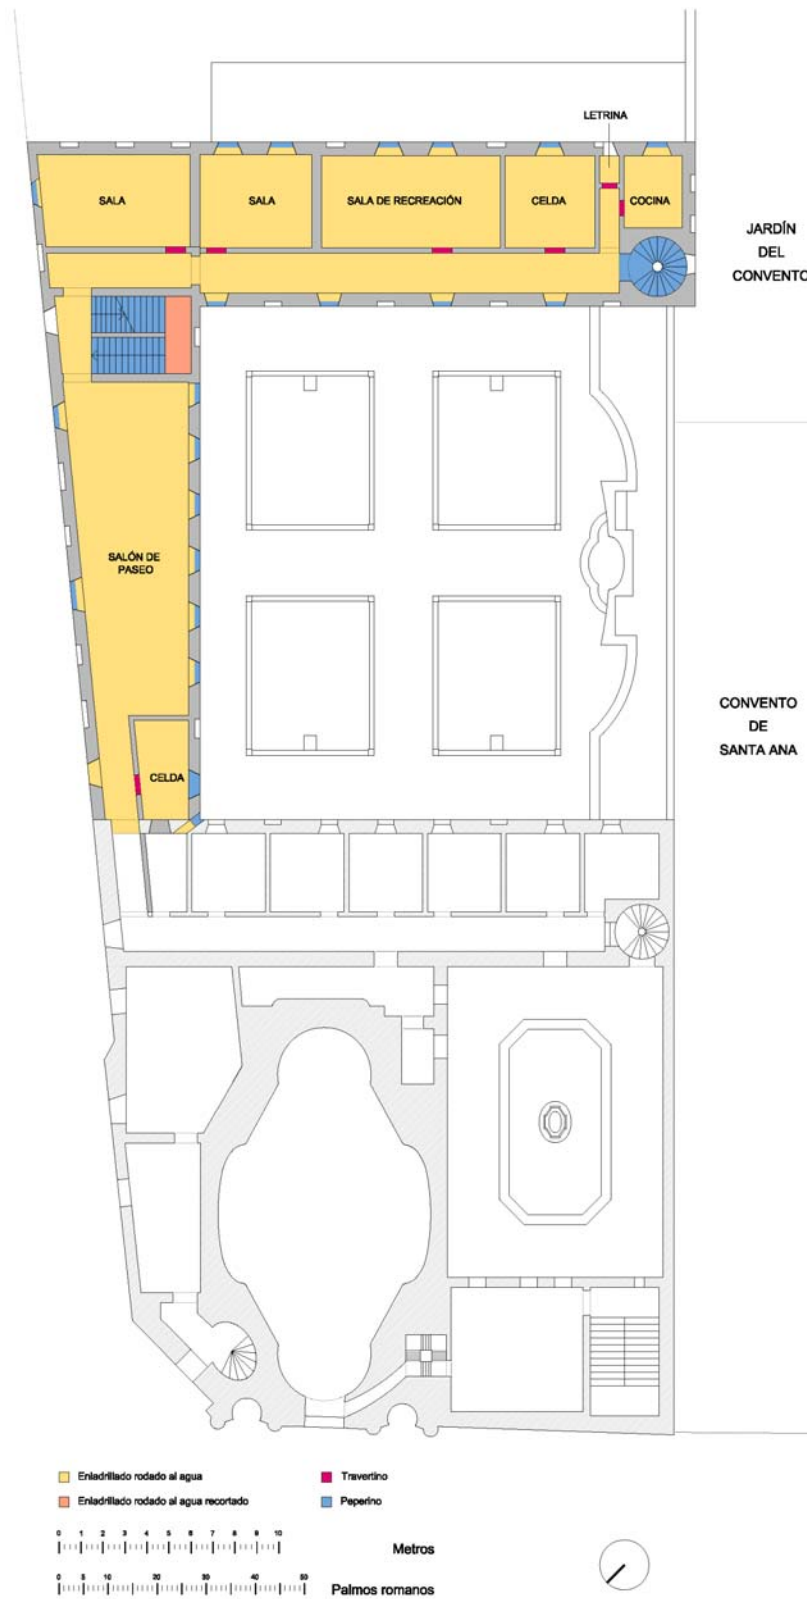 LETRINA
SALA
SALA
SALA DE RECREACIÓN
CELDA
COCINA
JARDÍN
DEL
CONVENTO
SALÓN DE
PASEO
CELDA
CONVENTO
DE
SANTA ANA
Enladrillado rodado al agua
Travertino
Enladrillado rodado al agua recortado
Peperino
0 1 2 3 4 5 6 7 8 9 10
Metros
0 5 10 20 30 40 50
Palmos romanos